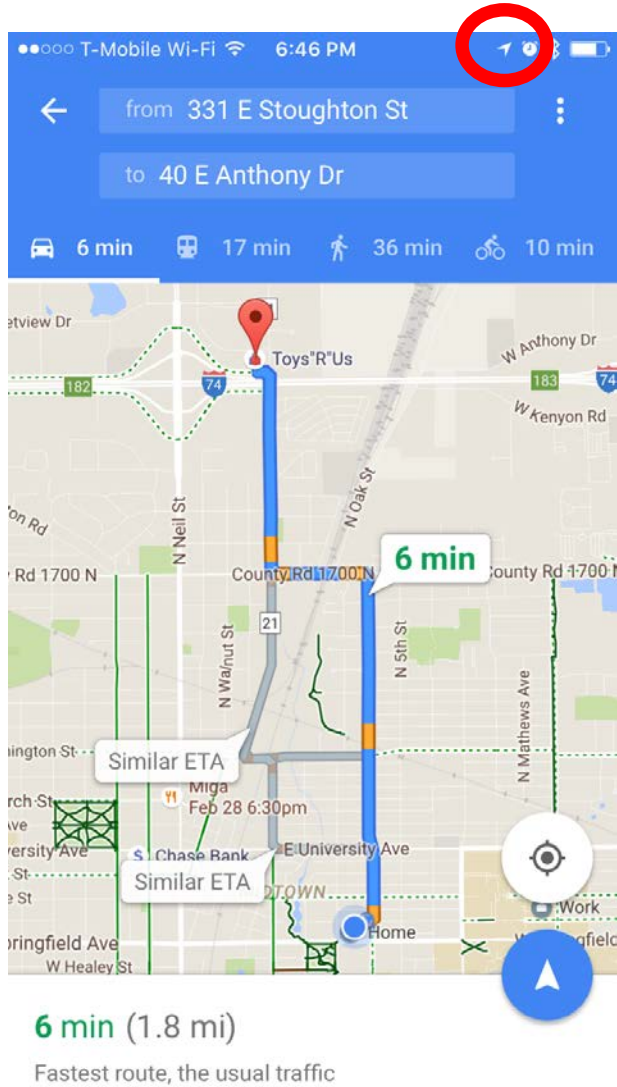 T-Mobile Wi-Fi 6:46 PM
from 331 E Stoughton St
to 40 E Anthony Dr
6 min 17 min 36 min 10 min
etview Dr
Toys"R"Us
W Anthony Dr
182
74
183
74
W Kenyon Rd
on Rd
N Neil St
N Oak St
6 min
Rd 1700 N
County Rd 1700 N
County Rd 1700 N
21
N Walnut St
N 5th St
N Mathews Ave
ington St
Similar ETA
Miga
Feb 28 6:30pm
rch St
ve
ersity Ave
$ Chase Bank
E University Ave
St
e St
Similar ETA
DTOWN
Work
Home
pringfield Ave
W
gfield
W Healey St
6 min (1.8 mi)
Fastest route, the usual traffic